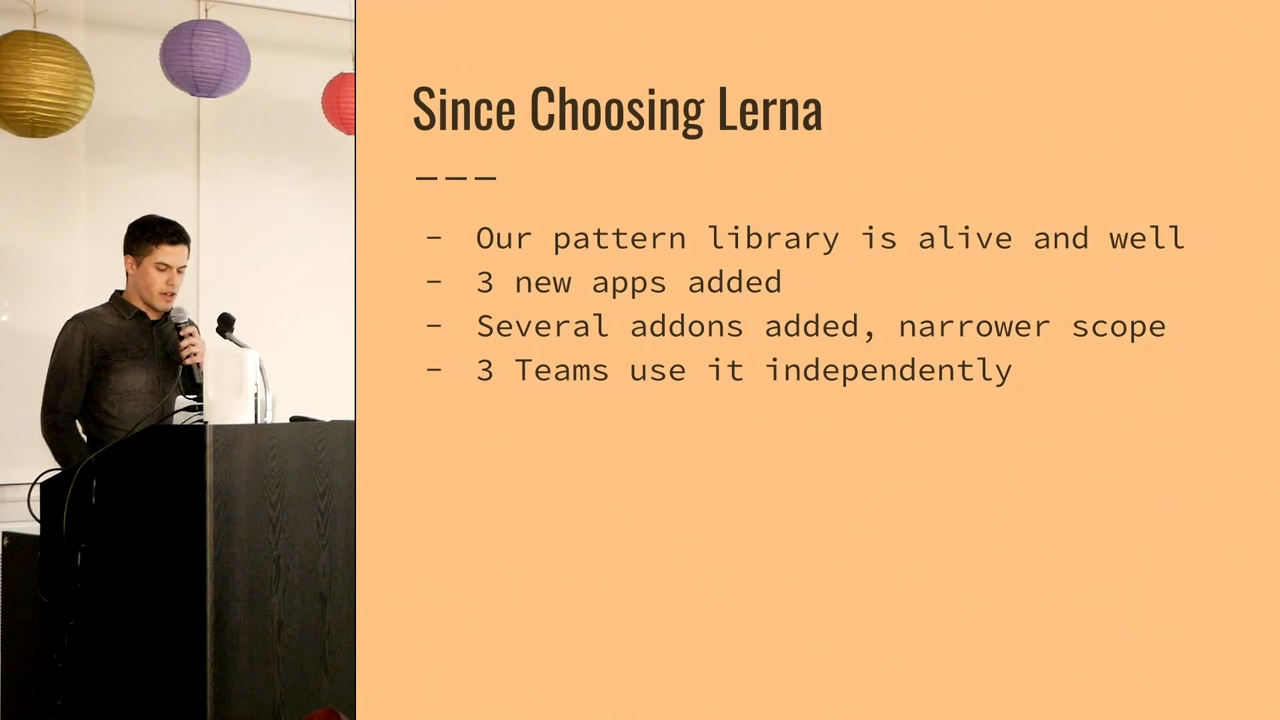 Since Choosing Lerna
---
- Our pattern library is alive and well
- 3 new apps added
- Several addons added, narrower scope
- 3 Teams use it independently